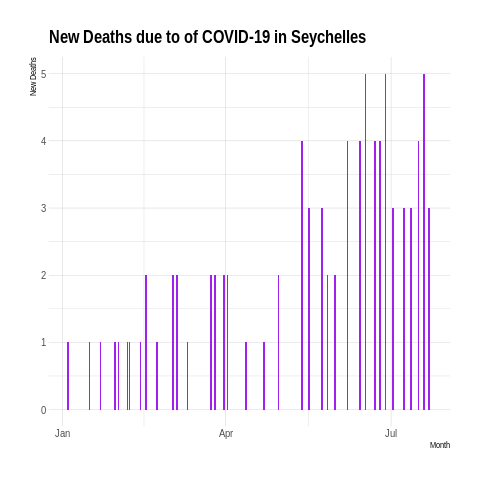 New Deaths due to of COVID-19 in Seychelles
New Deaths
5
4
3
2
1
0
Jan
Apr
Jul
Month